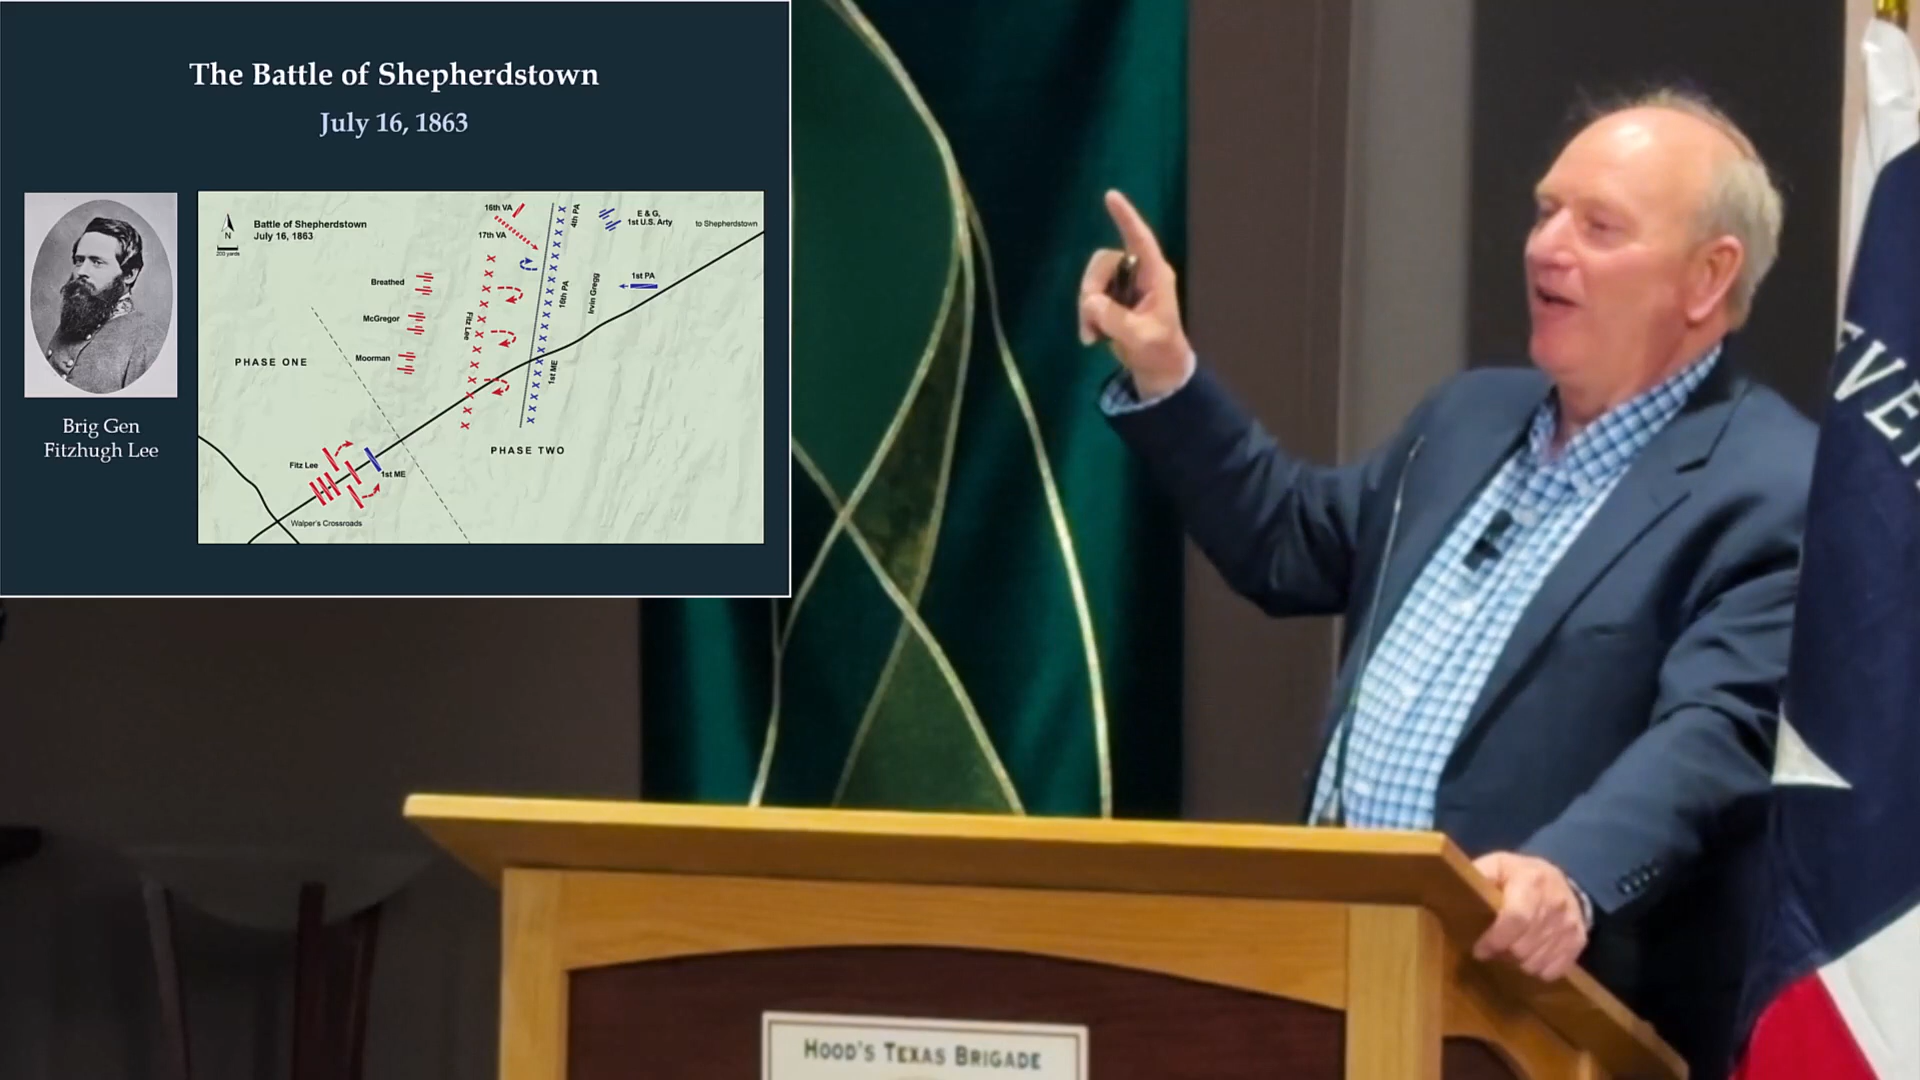 The Battle of Shepherdstown
July 16, 1863
Brig Gen
Fitzhugh Lee
N
200 yards
Battle of Shepherdstown
July 16, 1863
16th VA
17th VA
4th PA
E & G,
1st U.S. Arty
to Shepherdstown
Breathed
McGregor
Moorman
Fitz Lee
16th PA
Irvin Gregg
1st PA
1st ME
PHASE ONE
PHASE TWO
Fitz Lee
1st ME
Walper's Crossroads
HOOD'S TEXAS BRIGADE